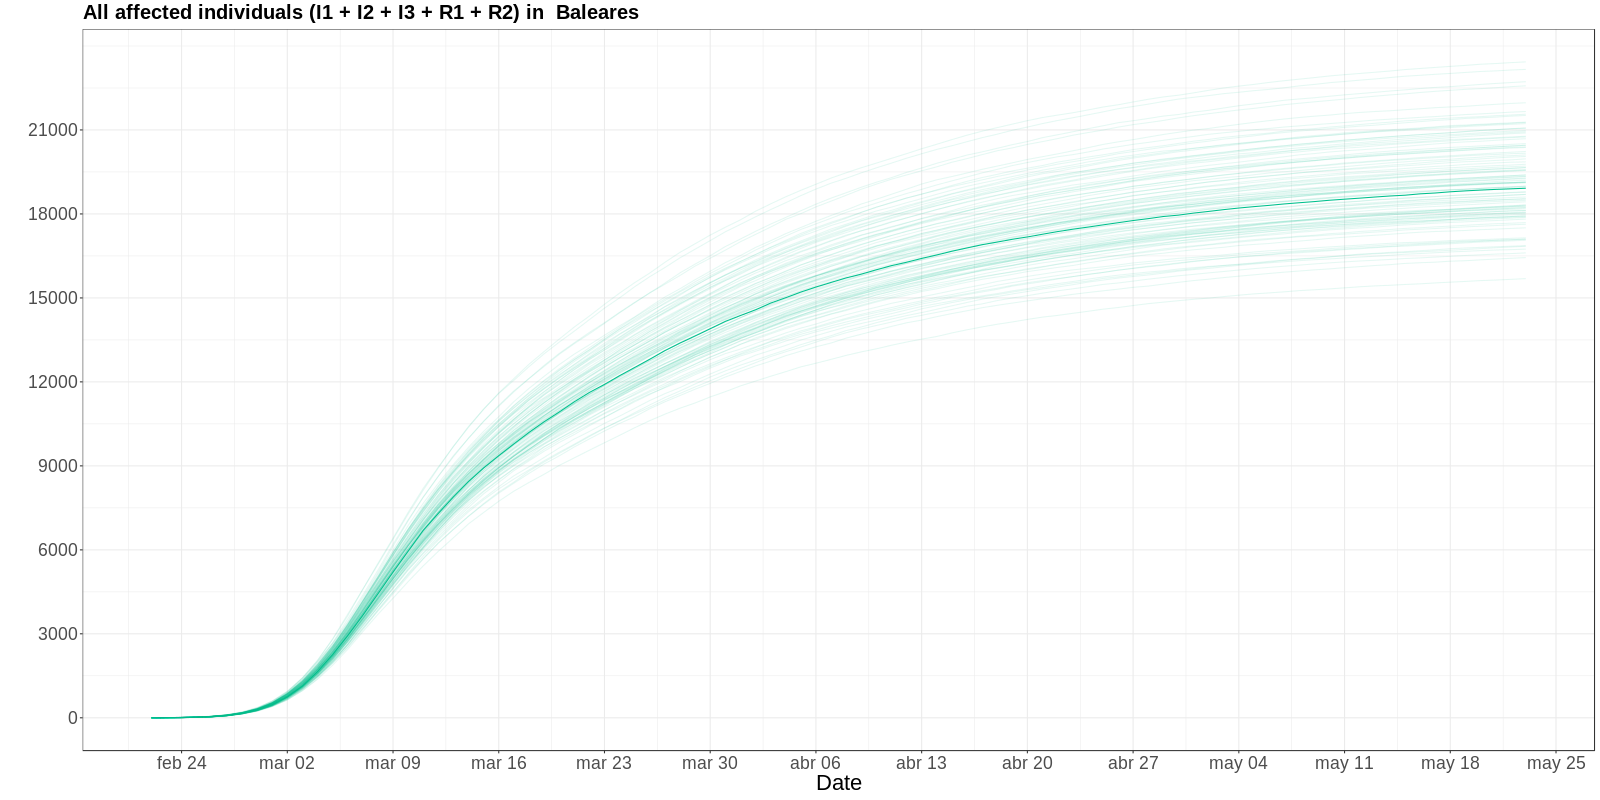 All affected individuals (I1 + I2 + I3 + R1 + R2) in  Baleares
21000
18000
15000
12000
9000
6000
3000
0
feb 24 mar 02 mar 09 mar 16 mar 23 mar 30 abr 06 abr 13 abr 20 abr 27 may 04 may 11 may 18 may 25
Date